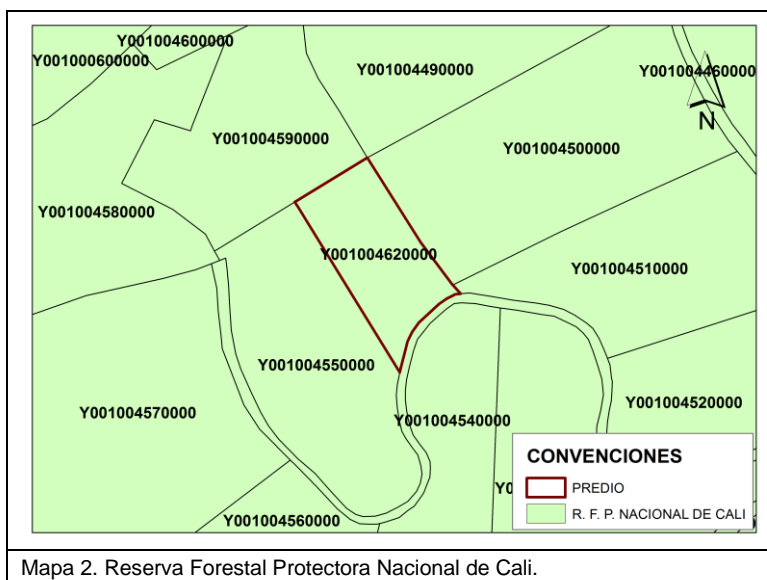 Y001004600000
Y001000600000
Y001004490000
Y001004460000
N
Y001004590000
Y001004500000
Y001004580000
Y001004620000
Y001004510000
Y001004550000
Y001004570000
Y001004540000
Y001004520000
Y001004560000
CONVENCIONES
PREDIO
R. F. P. NACIONAL DE CALI
Mapa 2. Reserva Forestal Protectora Nacional de Cali.